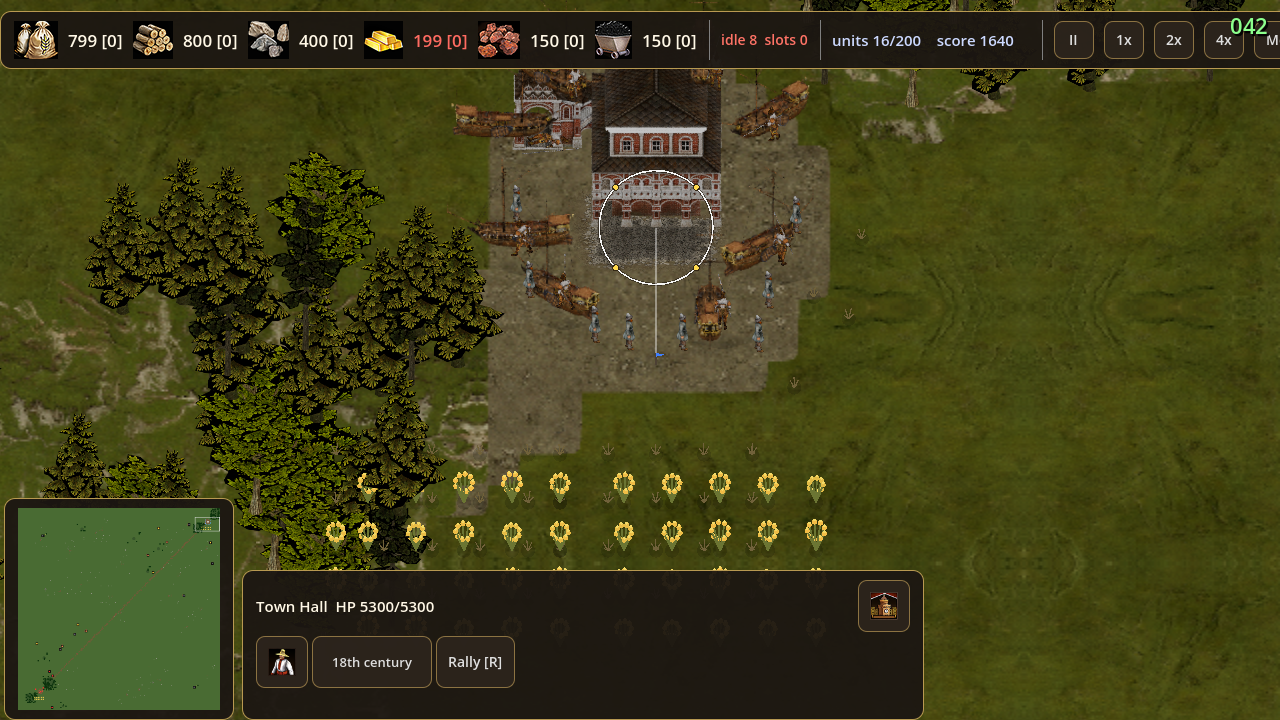 799 [0] 800 [0] 400 [0] 199 [0] 150 [0] 150 [0] idle 8 slots 0 units 16/200 score 1640 II 1x 2x 4x M
042
Town Hall HP 5300/5300
18th century Rally [R]